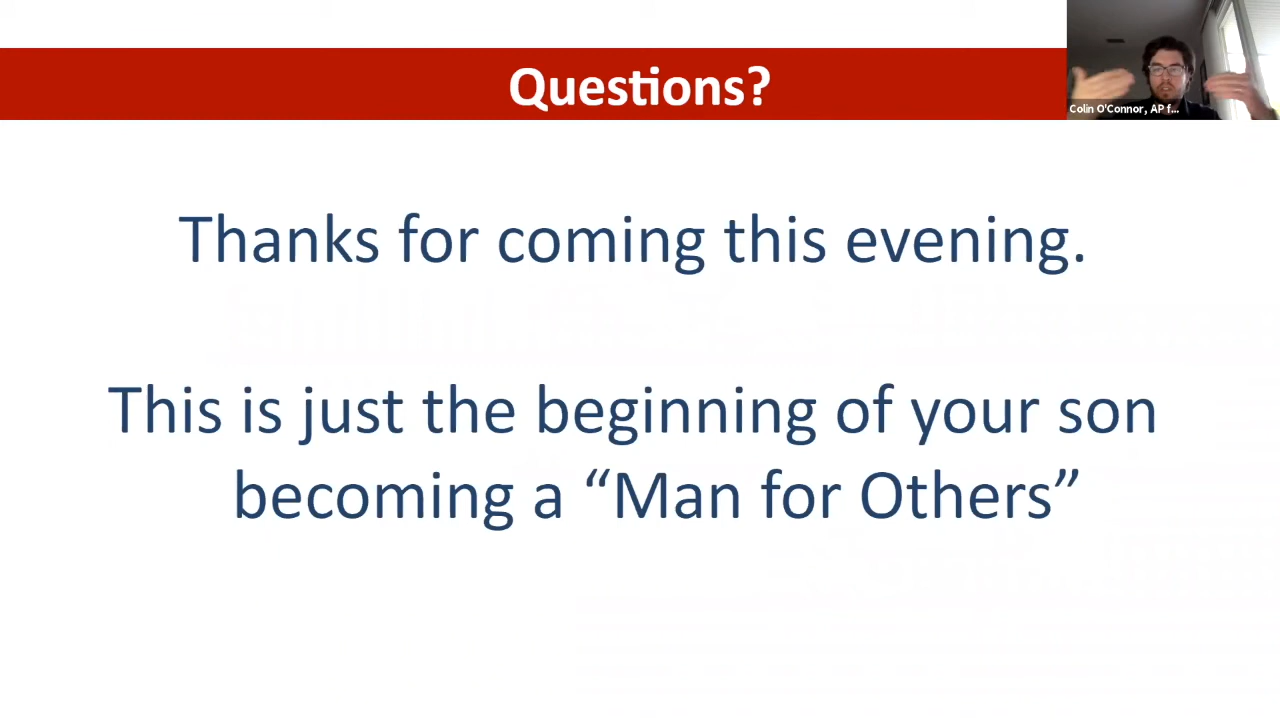 Questions?
Colin O'Connor, AP f...
Thanks for coming this evening.
This is just the beginning of your son
becoming a “Man for Others”